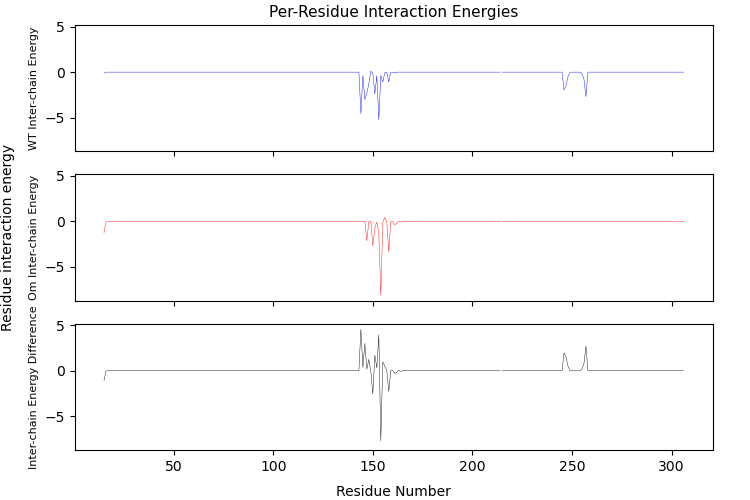 Per-Residue Interaction Energies
Residue interaction energy
WT Inter-chain Energy
5
0
−5
Om Inter-chain Energy
5
0
−5
Inter-chain Energy Difference
5
0
−5
50 100 150 200 250 300
Residue Number